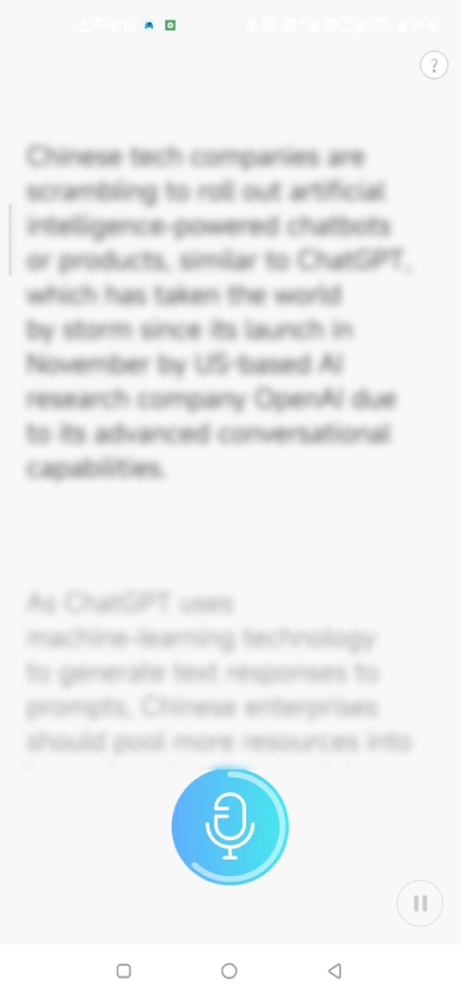 上午9:15
?
Chinese tech companies are
scrambling to roll out artificial
intelligence-powered chatbots
or products, similar to ChatGPT,
which has taken the world
by storm since its launch in
November by US-based AI
research company OpenAI due
to its advanced conversational
capabilities.
As ChatGPT uses
machine-learning technology
to generate text responses to
prompts, Chinese enterprises
should pool more resources into